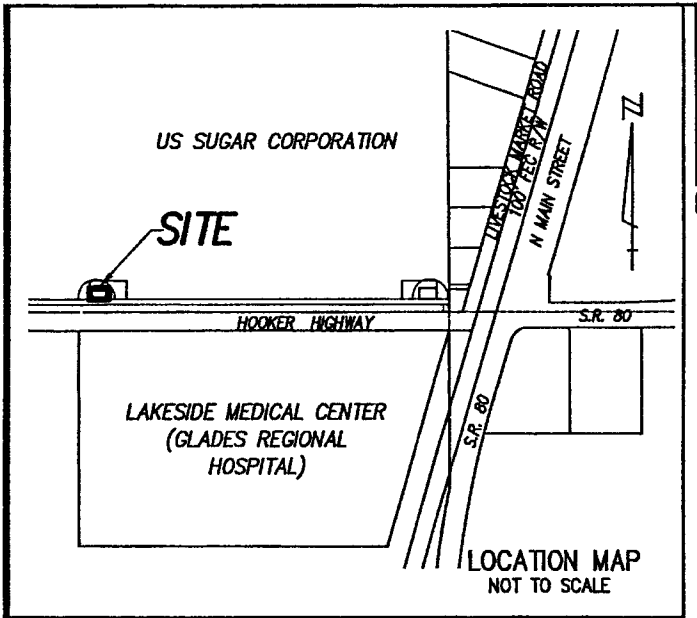 US SUGAR CORPORATION
SITE
LIVESTOCK MARKET ROAD
100' FEC R/W
N MAIN STREET
N
HOOKER HIGHWAY
S.R. 80
LAKESIDE MEDICAL CENTER
(GLADES REGIONAL
HOSPITAL)
S.R. 80
LOCATION MAP
NOT TO SCALE